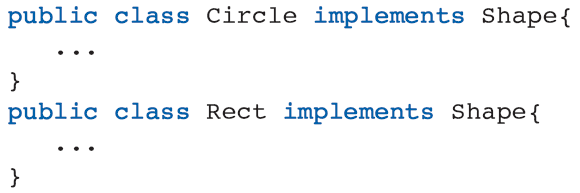 public class Circle implements Shape{
...
}
public class Rect implements Shape{
...
}